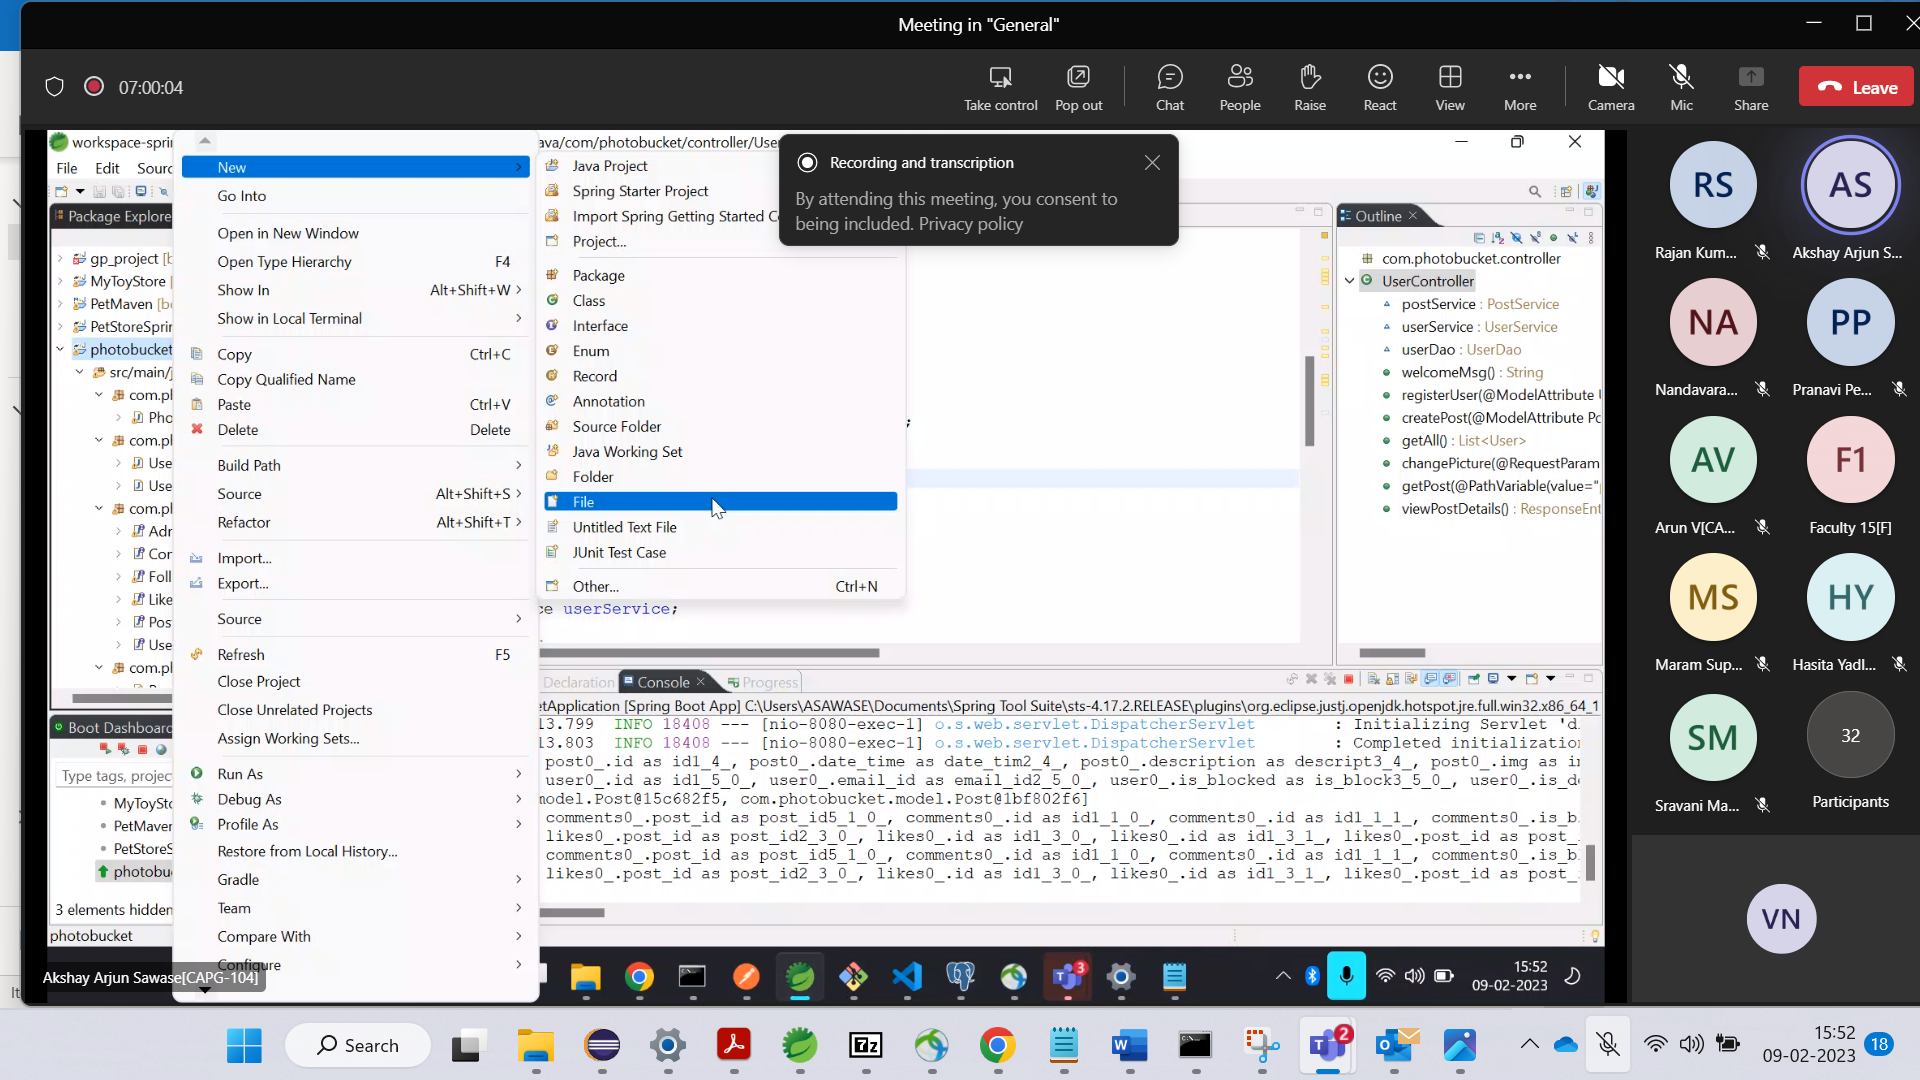 Meeting in "General"
07:00:04
Take control
Pop out
Chat
People
Raise
React
View
More
Camera
Mic
Share
Leave
workspace-spri
ava/com/photobucket/controller/Use
File Edit Sourc
Package Explore
gp_project [b
MyToyStore
PetMaven [b
PetStoreSprin
photobucket
src/main/j
com.pl
Pho
com.pl
Use
Use
com.pl
Adr
Cor
Foll
Like
Pos
Use
com.pl
Boot Dashboard
Type tags, projec
MyToySto
PetMaven
PetStoreS
photobuc
3 elements hidden
photobucket
New
Go Into
Open in New Window
Open Type Hierarchy F4
Show In Alt+Shift+W
Show in Local Terminal
Copy Ctrl+C
Copy Qualified Name
Paste Ctrl+V
Delete Delete
Build Path
Source Alt+Shift+S
Refactor Alt+Shift+T
Import...
Export...
Source
Refresh F5
Close Project
Close Unrelated Projects
Assign Working Sets...
Run As
Debug As
Profile As
Restore from Local History...
Gradle
Team
Compare With
Configure
Java Project
Spring Starter Project
Import Spring Getting Started Co
Project...
Package
Class
Interface
Enum
Record
Annotation
Source Folder
Java Working Set
Folder
File
Untitled Text File
JUnit Test Case
Other... Ctrl+N
Recording and transcription
By attending this meeting, you consent to
being included. Privacy policy
;
ce userService;
Outline
com.photobucket.controller
UserController
postService : PostService
userService : UserService
userDao : UserDao
welcomeMsg() : String
registerUser(@ModelAttribute U
createPost(@ModelAttribute Po
getAll() : List<User>
changePicture(@RequestParam
getPost(@PathVariable(value="
viewPostDetails() : ResponseEnt
Declaration Console Progress
etApplication [Spring Boot App] C:\Users\ASAWASE\Documents\Spring Tool Suite\sts-4.17.2.RELEASE\plugins\org.eclipse.justj.openjdk.hotspot.jre.full.win32.x86_64_1
13.799 INFO 18408 --- [nio-8080-exec-1] o.s.web.servlet.DispatcherServlet : Initializing Servlet 'di
13.803 INFO 18408 --- [nio-8080-exec-1] o.s.web.servlet.DispatcherServlet : Completed initialization
post0_.id as id1_4_, post0_.date_time as date_tim2_4_, post0_.description as descript3_4_, post0_.img as im
user0_.id as id1_5_0_, user0_.email_id as email_id2_5_0_, user0_.is_blocked as is_block3_5_0_, user0_.is_de
model.Post@15c682f5, com.photobucket.model.Post@1bf802f6]
comments0_.post_id as post_id5_1_0_, comments0_.id as id1_1_0_, comments0_.id as id1_1_1_, comments0_.is_b
likes0_.post_id as post_id2_3_0_, likes0_.id as id1_3_0_, likes0_.id as id1_3_1_, likes0_.post_id as post_
comments0_.post_id as post_id5_1_0_, comments0_.id as id1_1_0_, comments0_.id as id1_1_1_, comments0_.is_b
likes0_.post_id as post_id2_3_0_, likes0_.id as id1_3_0_, likes0_.id as id1_3_1_, likes0_.post_id as post_
Akshay Arjun Sawase[CAPG-104]
3
15:52
09-02-2023
RS
Rajan Kum...
AS
Akshay Arjun S...
NA
Nandavara...
PP
Pranavi Pe...
AV
Arun V[CA...
F1
Faculty 15[F]
MS
Maram Sup...
HY
Hasita Yadl...
SM
Sravani Ma...
32
Participants
VN
It
Search
7z
2
15:52
09-02-2023
18